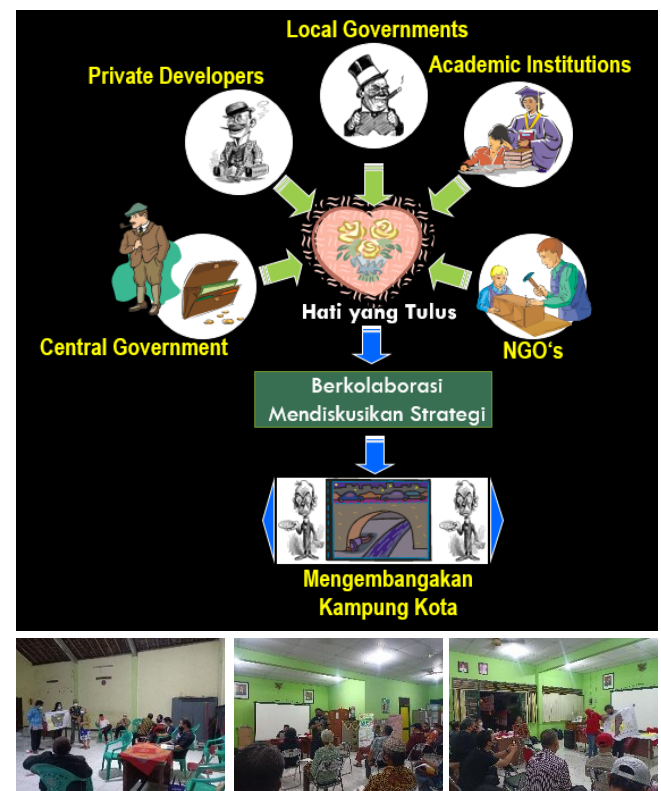 Local Governments
Private Developers
Academic Institutions
Hati yang Tulus
Central Government
NGO's
Berkolaborasi
Mendiskusikan Strategi
Mengembangakan
Kampung Kota